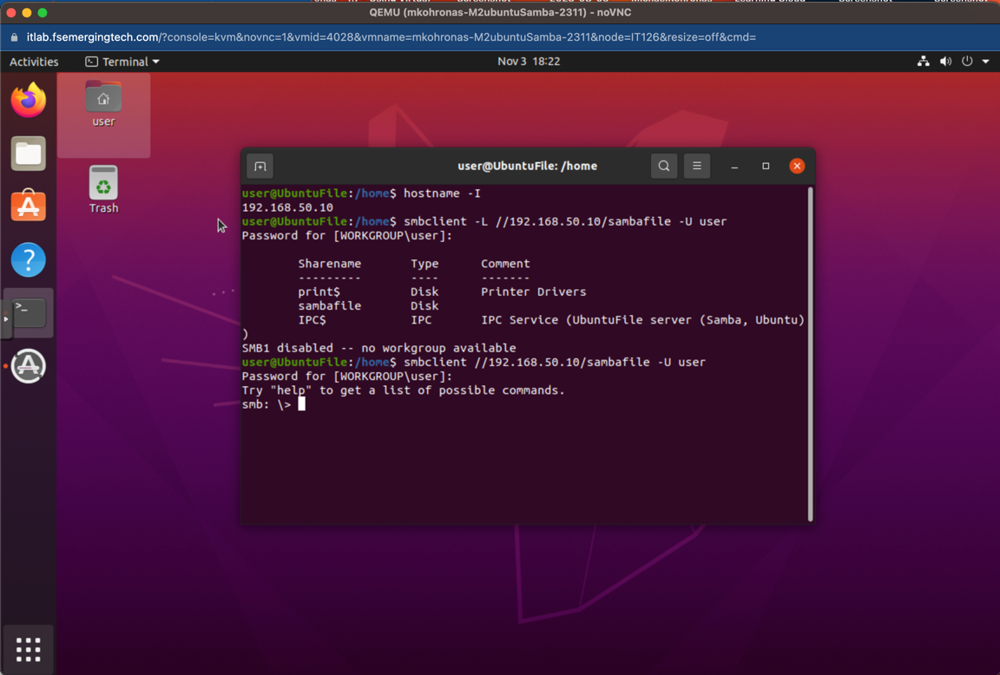 QEMU (mkohronas-M2ubuntuSamba-2311) - noVNC
itlab.fsemergingtech.com/?console=kvm&novnc=1&vmid=4028&vmname=mkohronas-M2ubuntuSamba-2311&node=IT126&resize=off&cmd=
Activities Terminal Nov 3 18:22
user
Trash
user@UbuntuFile: /home
user@UbuntuFile:/home$ hostname -I
192.168.50.10
user@UbuntuFile:/home$ smbclient -L //192.168.50.10/sambafile -U user
Password for [WORKGROUP\user]:
Sharename Type Comment
--------- ---- -------
print$ Disk Printer Drivers
sambafile Disk
IPC$ IPC IPC Service (UbuntuFile server (Samba, Ubuntu)
)
SMB1 disabled -- no workgroup available
user@UbuntuFile:/home$ smbclient //192.168.50.10/sambafile -U user
Password for [WORKGROUP\user]:
Try "help" to get a list of possible commands.
smb: \>